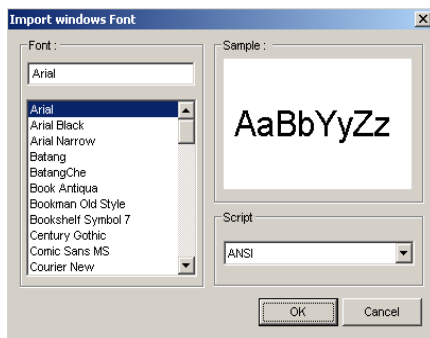 Import windows Font
Font :
Arial
Arial
Arial Black
Arial Narrow
Batang
BatangChe
Book Antiqua
Bookman Old Style
Bookshelf Symbol 7
Century Gothic
Comic Sans MS
Courier New
Sample :
AaBbYyZz
Script
ANSI
OK Cancel